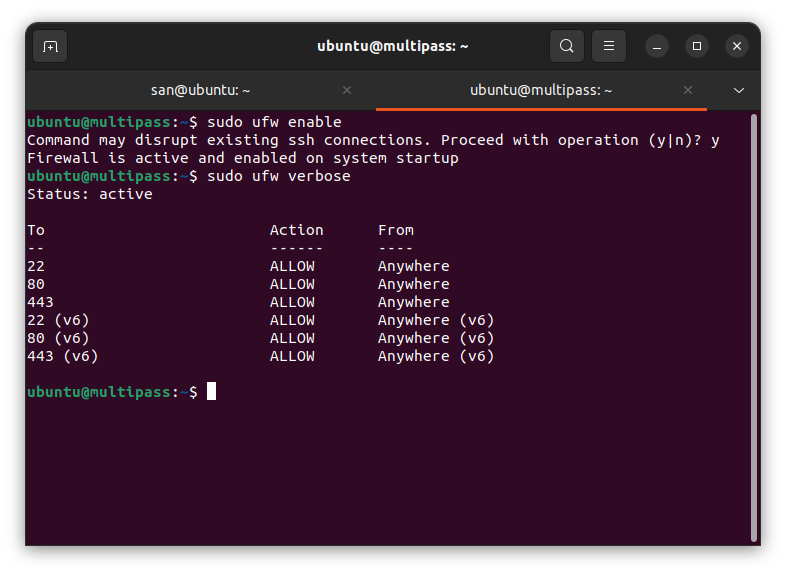 ubuntu@multipass: ~
san@ubuntu: ~
ubuntu@multipass: ~
ubuntu@multipass:~$ sudo ufw enable
Command may disrupt existing ssh connections. Proceed with operation (y|n)? y
Firewall is active and enabled on system startup
ubuntu@multipass:~$ sudo ufw verbose
Status: active
To                         Action      From
--                         ------      ----
22                         ALLOW       Anywhere
80                         ALLOW       Anywhere
443                        ALLOW       Anywhere
22 (v6)                    ALLOW       Anywhere (v6)
80 (v6)                    ALLOW       Anywhere (v6)
443 (v6)                   ALLOW       Anywhere (v6)
ubuntu@multipass:~$